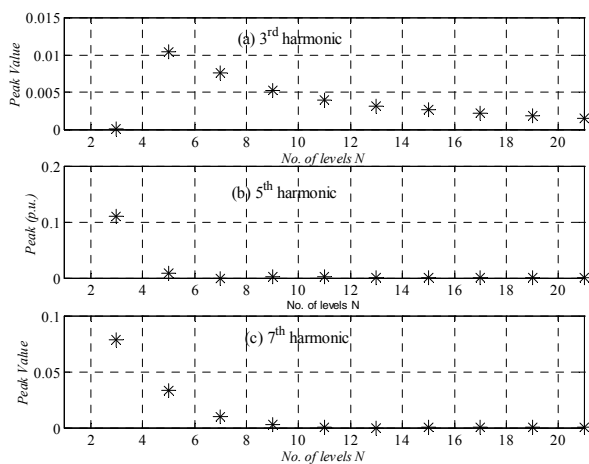 0.015
0.01
0.005
0
Peak Value
(a) 3rd harmonic
2 4 6 8 10 12 14 16 18 20
No. of levels N
0.2
0.1
0
Peak (p.u.)
(b) 5th harmonic
2 4 6 8 10 12 14 16 18 20
No. of levels N
0.1
0.05
0
Peak Value
(c) 7th harmonic
2 4 6 8 10 12 14 16 18 20
No. of levels N